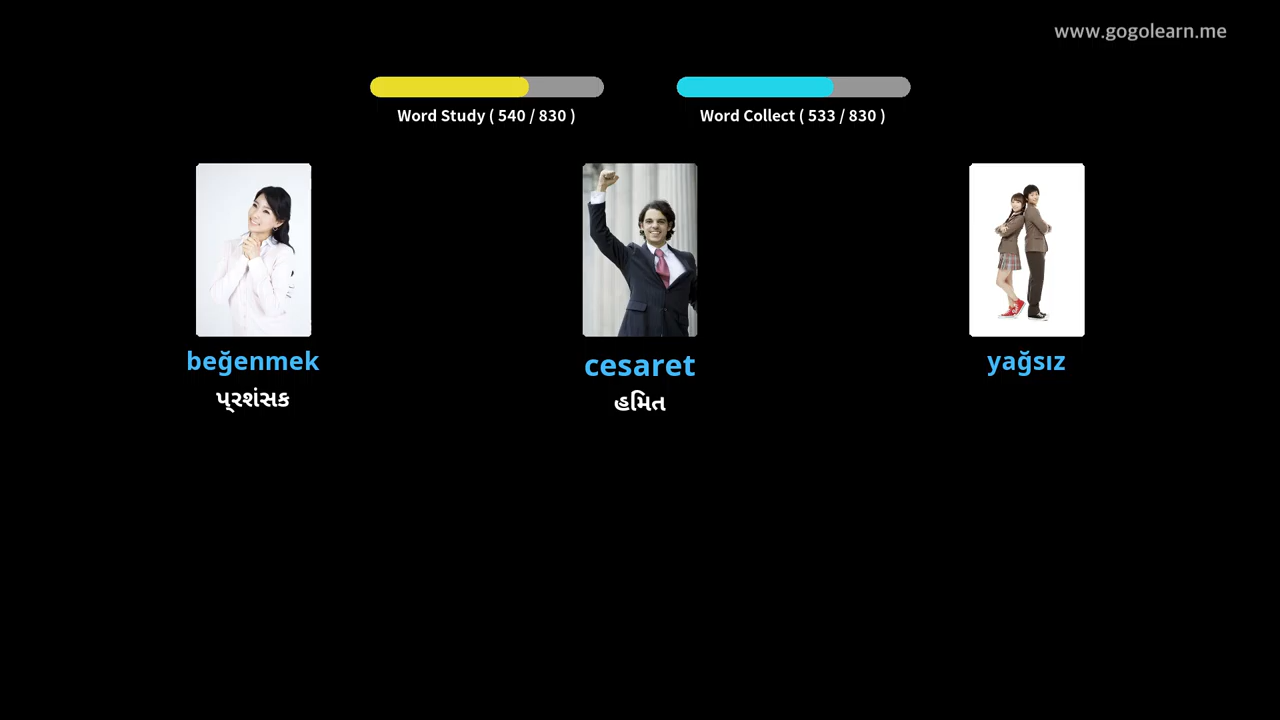 www.gogolearn.me
Word Study ( 540 / 830 )
Word Collect ( 533 / 830 )
beğenmek
cesaret
yağsız
પ્રશંસક
હિંમત